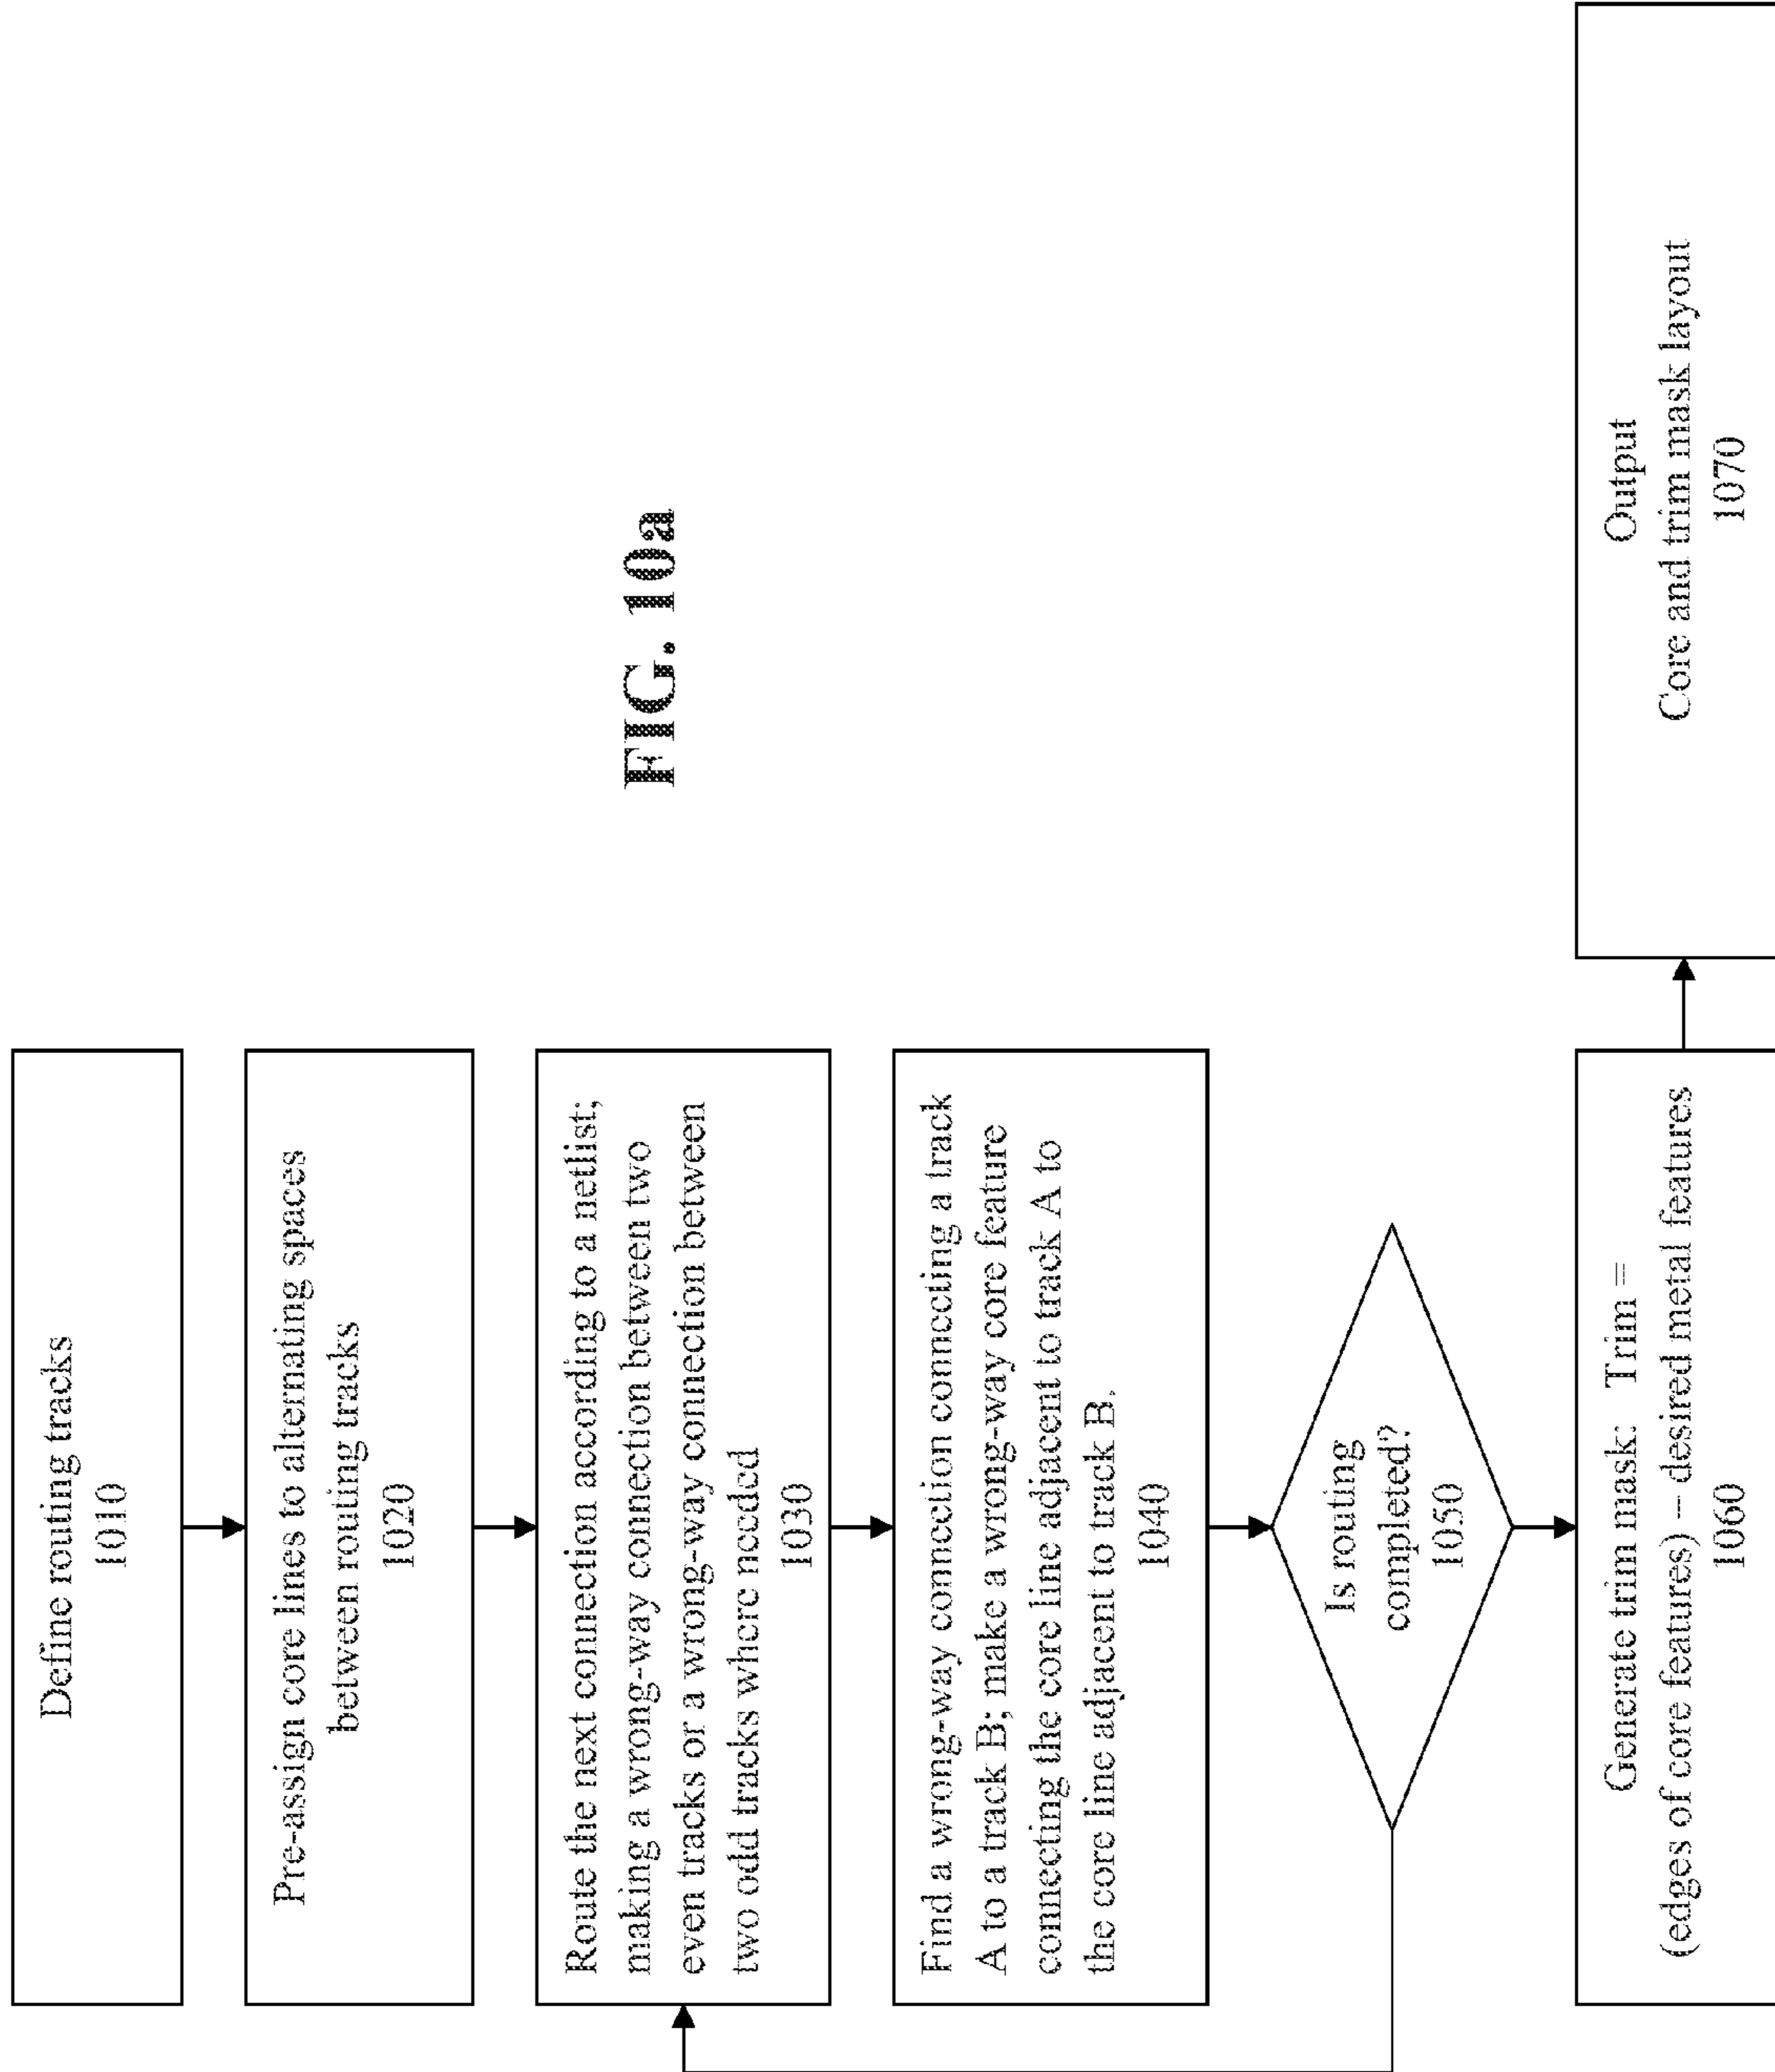 Define routing tracks
1010
Pre-assign core lines to alternating spaces
between routing tracks
1020
Route the next connection according to a netlist;
making a wrong-way connection between two
even tracks or a wrong-way connection between
two odd tracks where needed
1030
Find a wrong-way connection connecting a track
A to a track B; make a wrong-way core feature
connecting the core line adjacent to track A to
the core line adjacent to track B.
1040
Is routing
completed?
1050
Generate trim mask: Trim =
(edges of core features) – desired metal features
1060
Output
Core and trim mask layout
1070
FIG. 10a